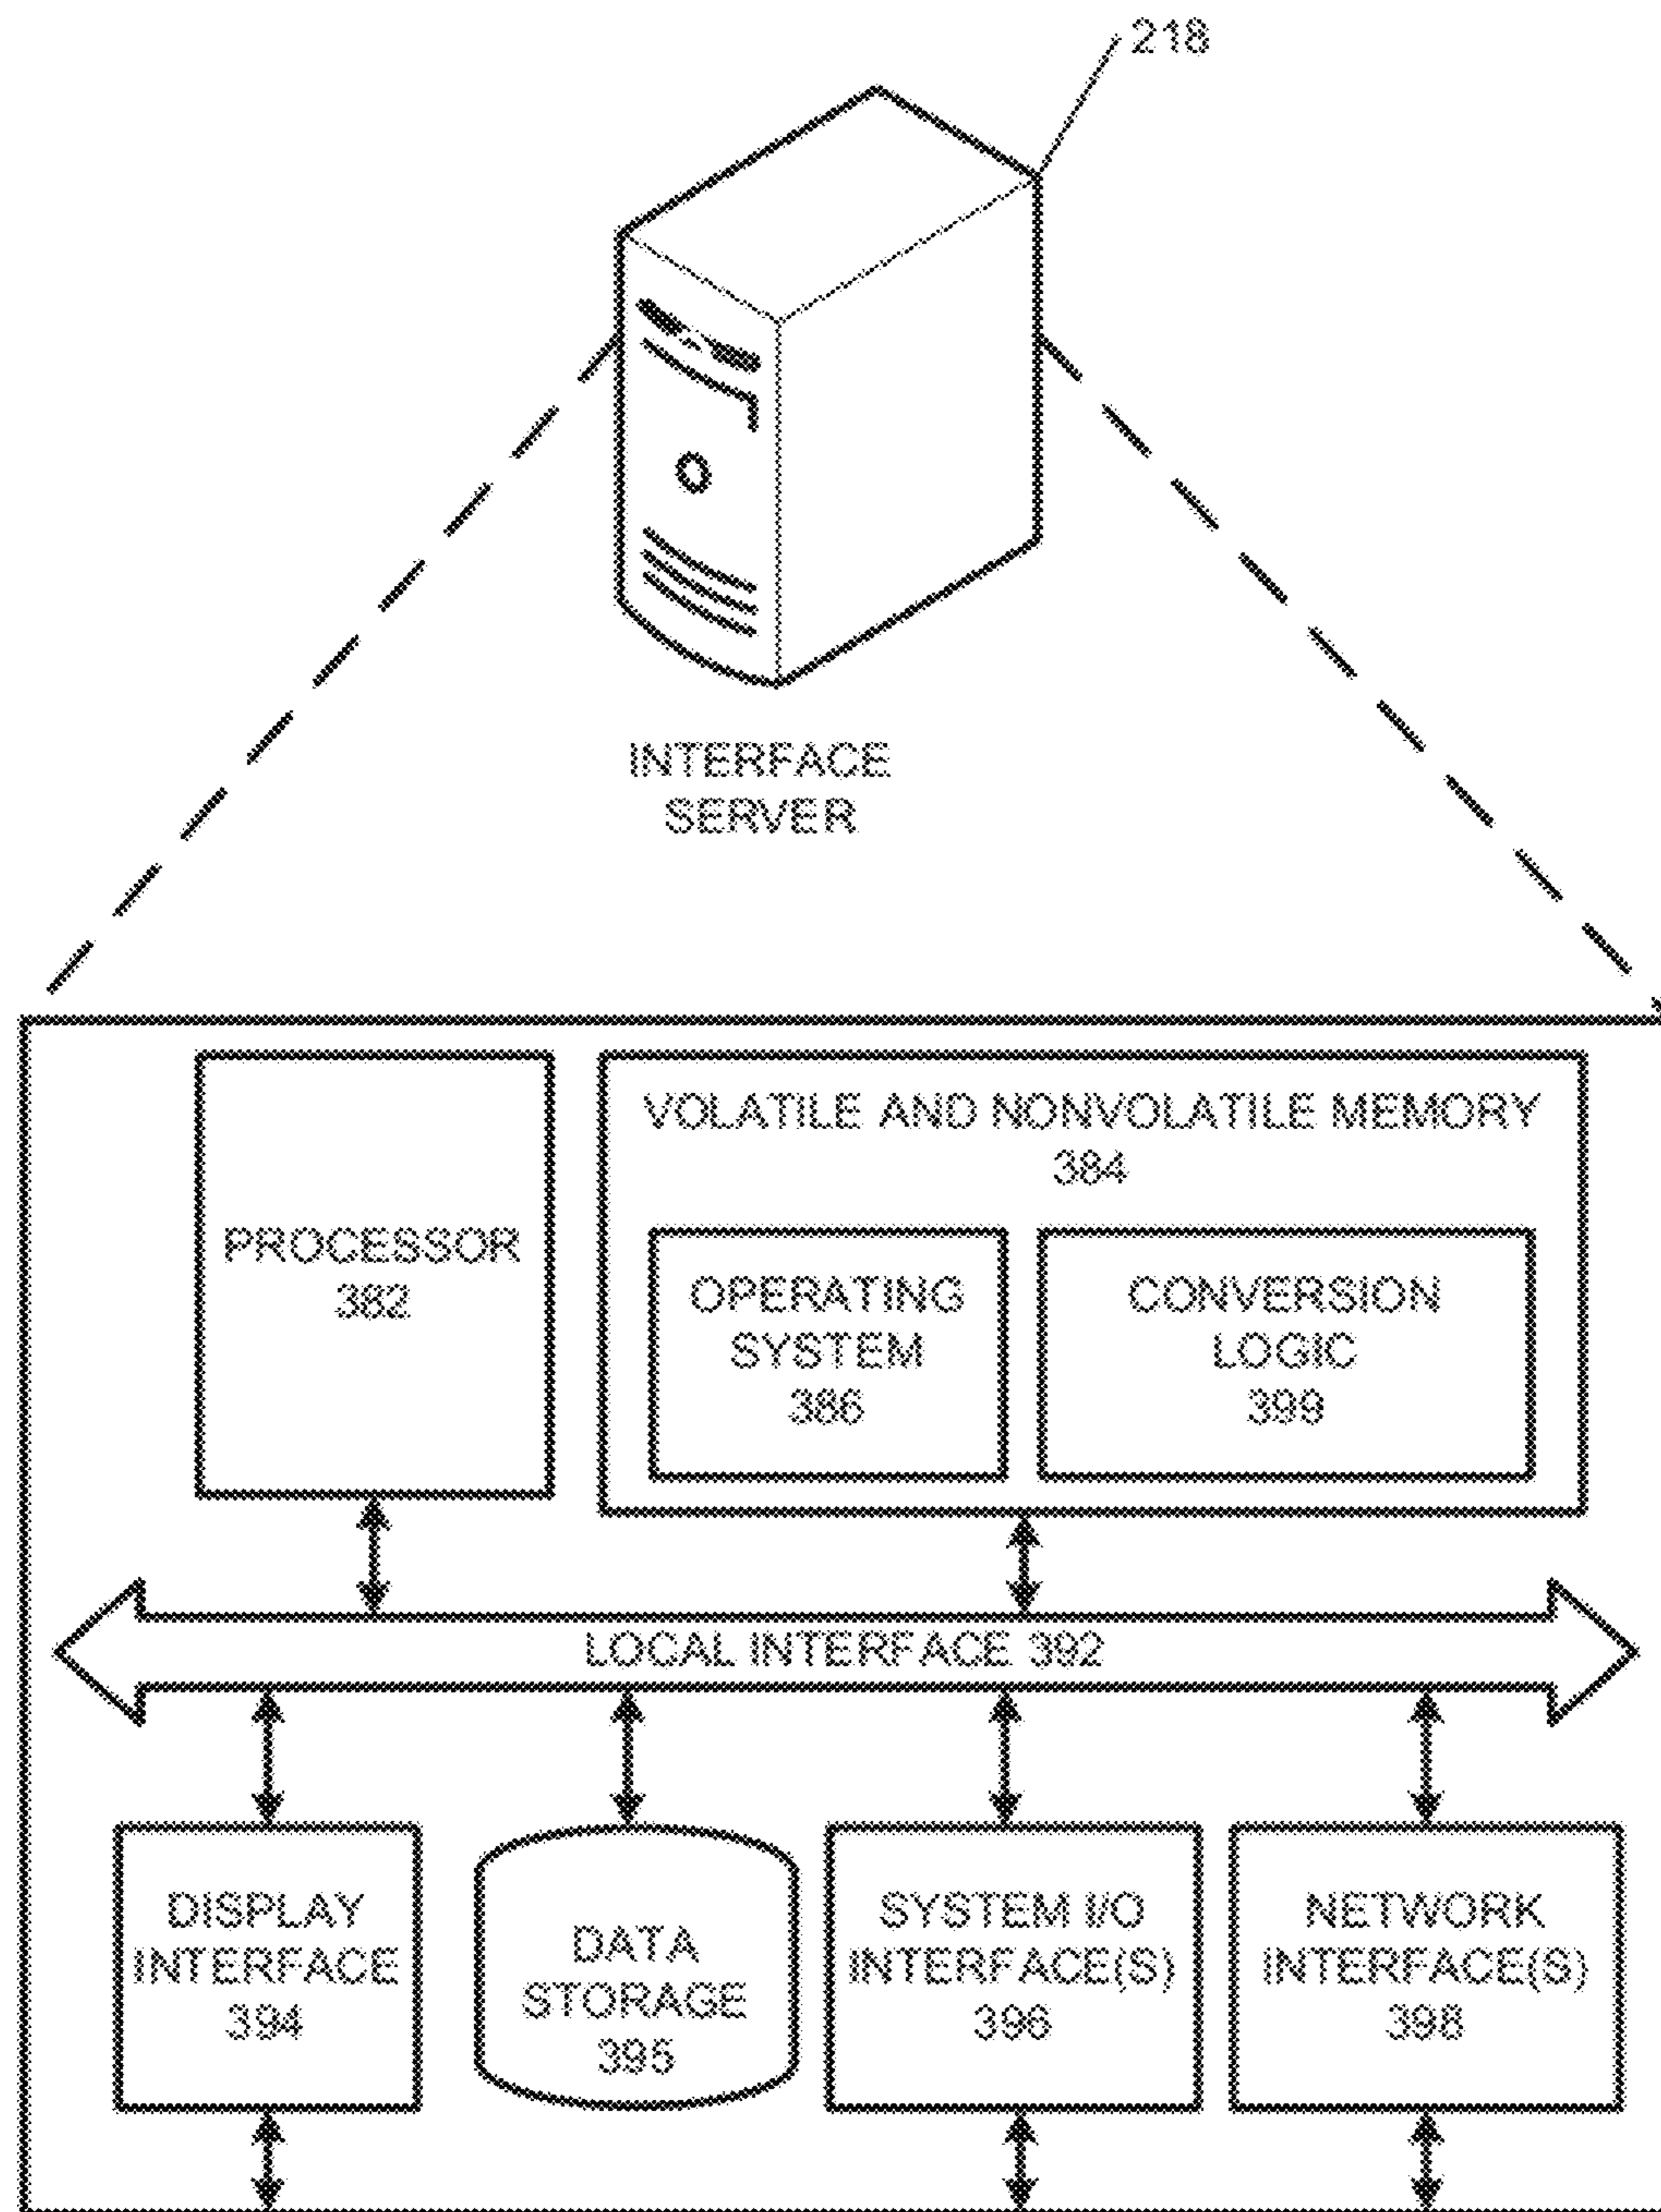 218
INTERFACE
SERVER
VOLATILE AND NONVOLATILE MEMORY
384
PROCESSOR
382
OPERATING
SYSTEM
386
CONVERSION
LOGIC
399
LOCAL INTERFACE 392
DISPLAY
INTERFACE
394
DATA
STORAGE
395
SYSTEM I/O
INTERFACE(S)
396
NETWORK
INTERFACE(S)
398